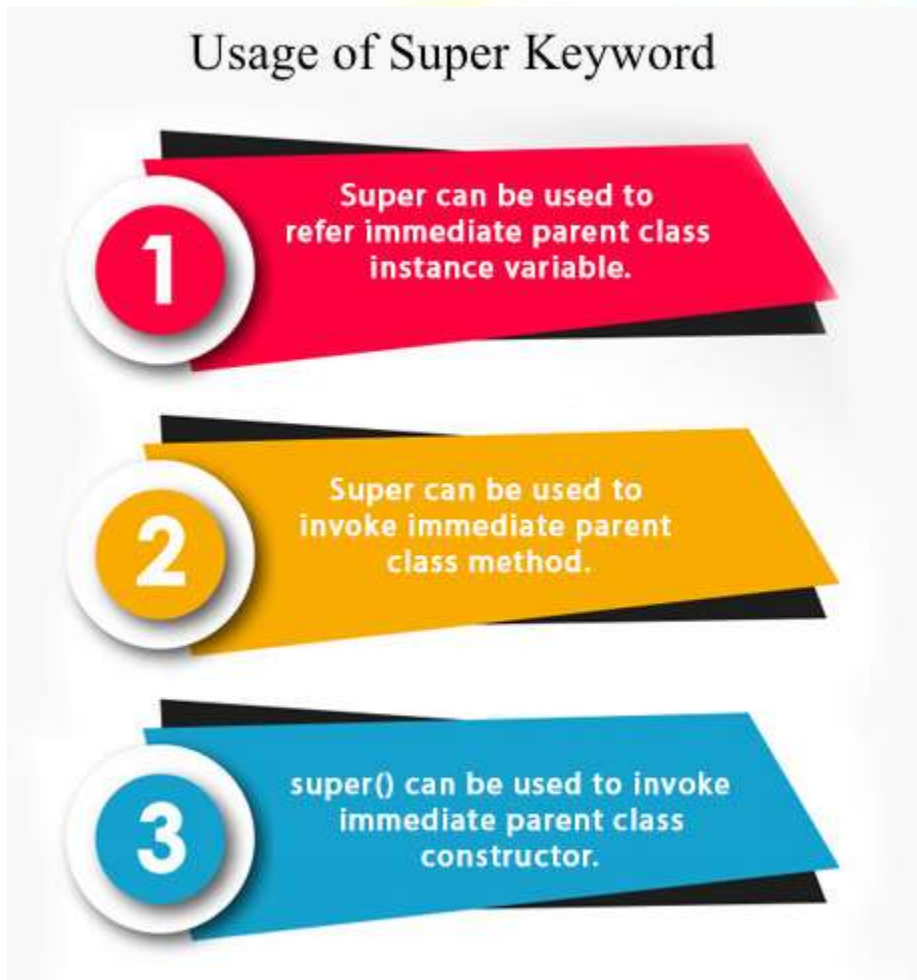 Usage of Super Keyword
1
Super can be used to
refer immediate parent class
instance variable.
2
Super can be used to
invoke immediate parent
class method.
3
super() can be used to invoke
immediate parent class
constructor.